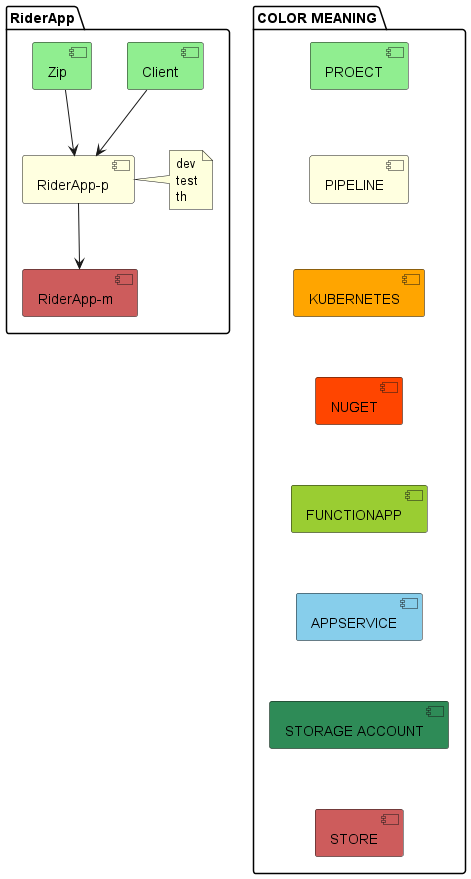 RiderApp
Zip
Client
RiderApp-p
dev
test
th
RiderApp-m
COLOR MEANING
PROECT
PIPELINE
KUBERNETES
NUGET
FUNCTIONAPP
APPSERVICE
STORAGE ACCOUNT
STORE